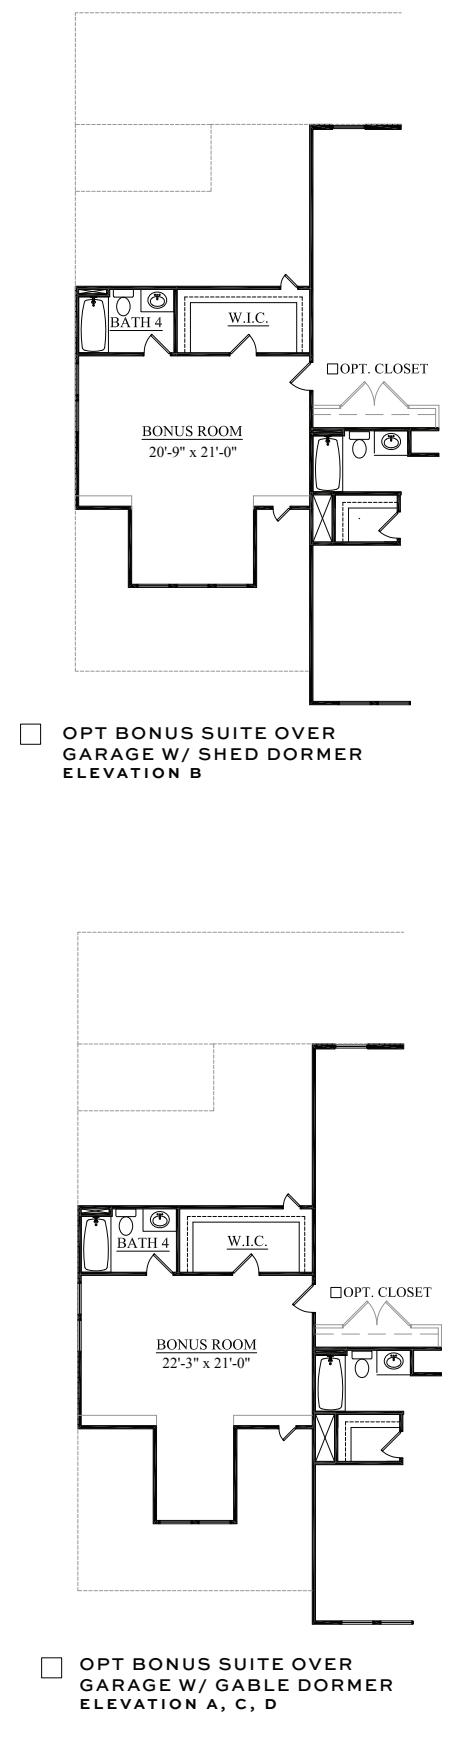 BATH 4
W.I.C.
OPT. CLOSET
BONUS ROOM
20'-9" x 21'-0"
OPT BONUS SUITE OVER
GARAGE W/ SHED DORMER
ELEVATION B
BATH 4
W.I.C.
OPT. CLOSET
BONUS ROOM
22'-3" x 21'-0"
OPT BONUS SUITE OVER
GARAGE W/ GABLE DORMER
ELEVATION A, C, D